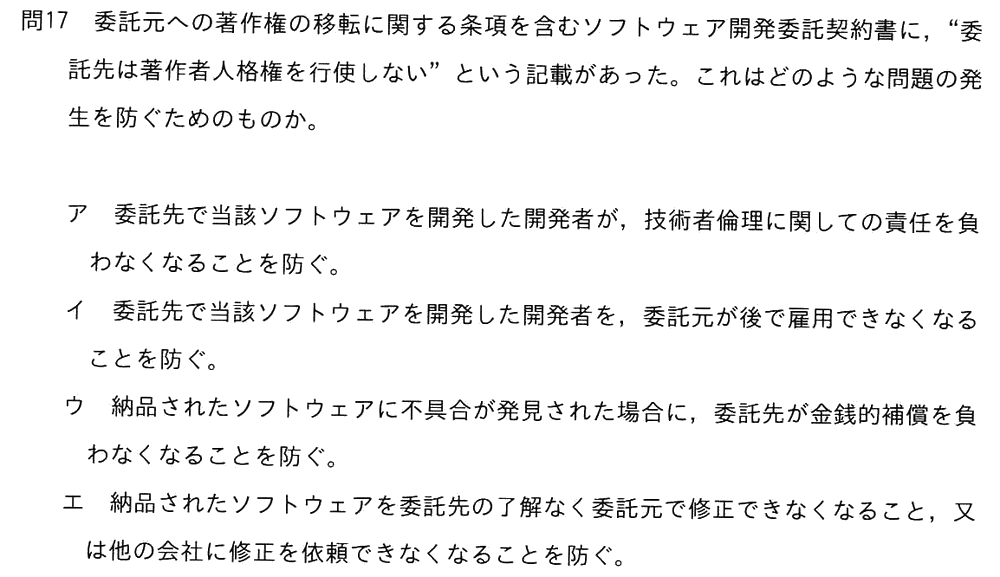 問17　委託元への著作権の移転に関する条項を含むソフトウェア開発委託契約書に，“委
託先は著作者人格権を行使しない”という記載があった。これはどのような問題の発
生を防ぐためのものか。
ア　委託先で当該ソフトウェアを開発した開発者が，技術者倫理に関しての責任を負
わなくなることを防ぐ。
イ　委託先で当該ソフトウェアを開発した開発者を，委託元が後で雇用できなくなる
ことを防ぐ。
ウ　納品されたソフトウェアに不具合が発見された場合に，委託先が金銭的補償を負
わなくなることを防ぐ。
エ　納品されたソフトウェアを委託先の了解なく委託元で修正できなくなること，又
は他の会社に修正を依頼できなくなることを防ぐ。